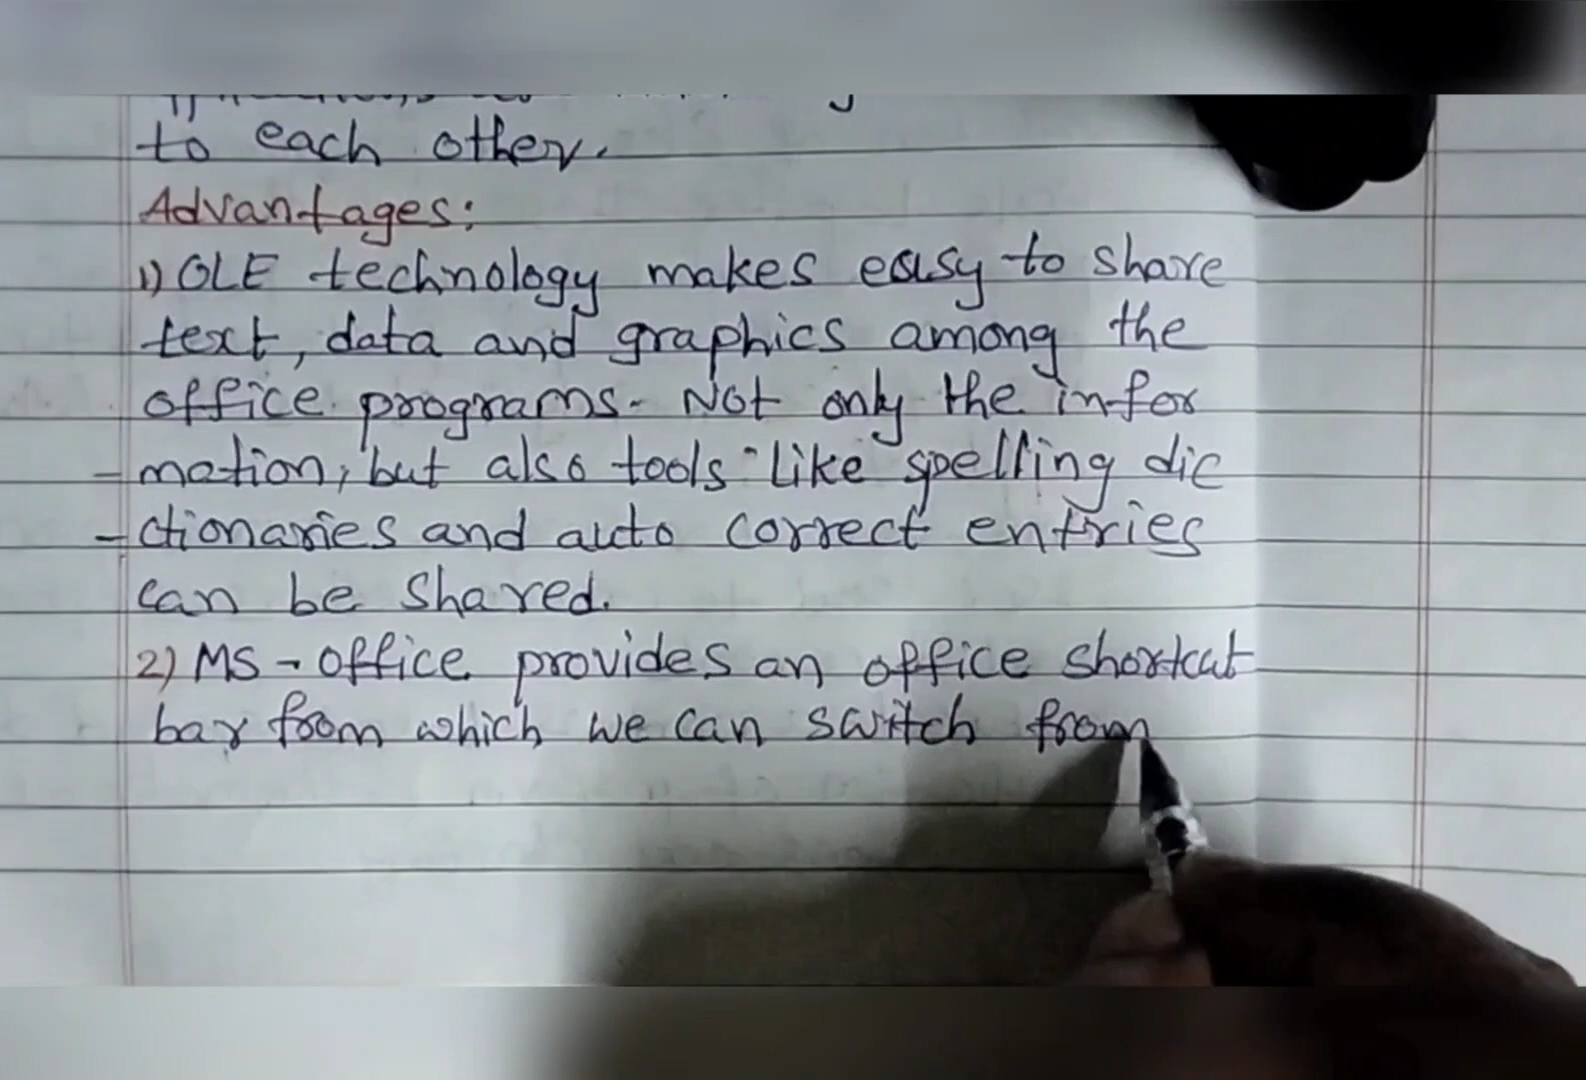 to each other.
Advantages:
1) OLE technology makes easy to share
text, data and graphics among the
office programs. Not only the infor
-mation, but also tools like spelling dic
-ctionaries and auto correct entries
can be shared.
2) MS-office provides an office shortcut
bar from which we can switch from